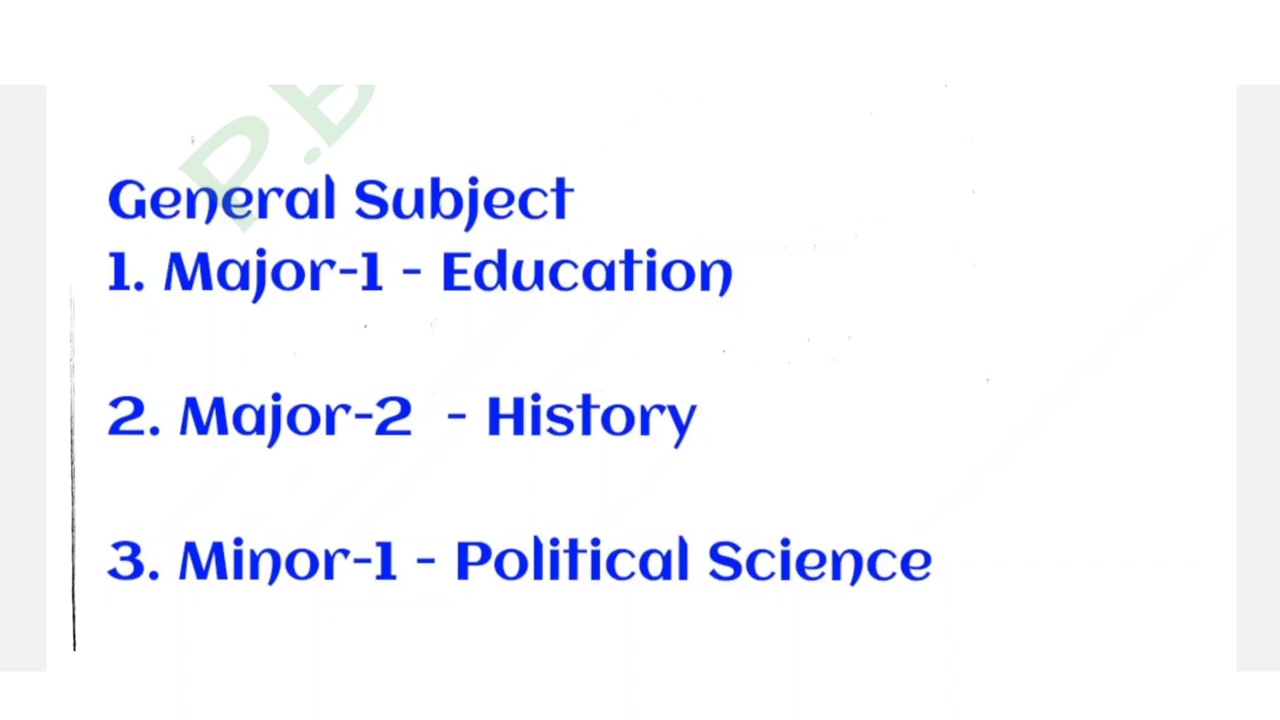 P.B
General Subject
1. Major-1 - Education
2. Major-2 - History
3. Minor-1 - Political Science